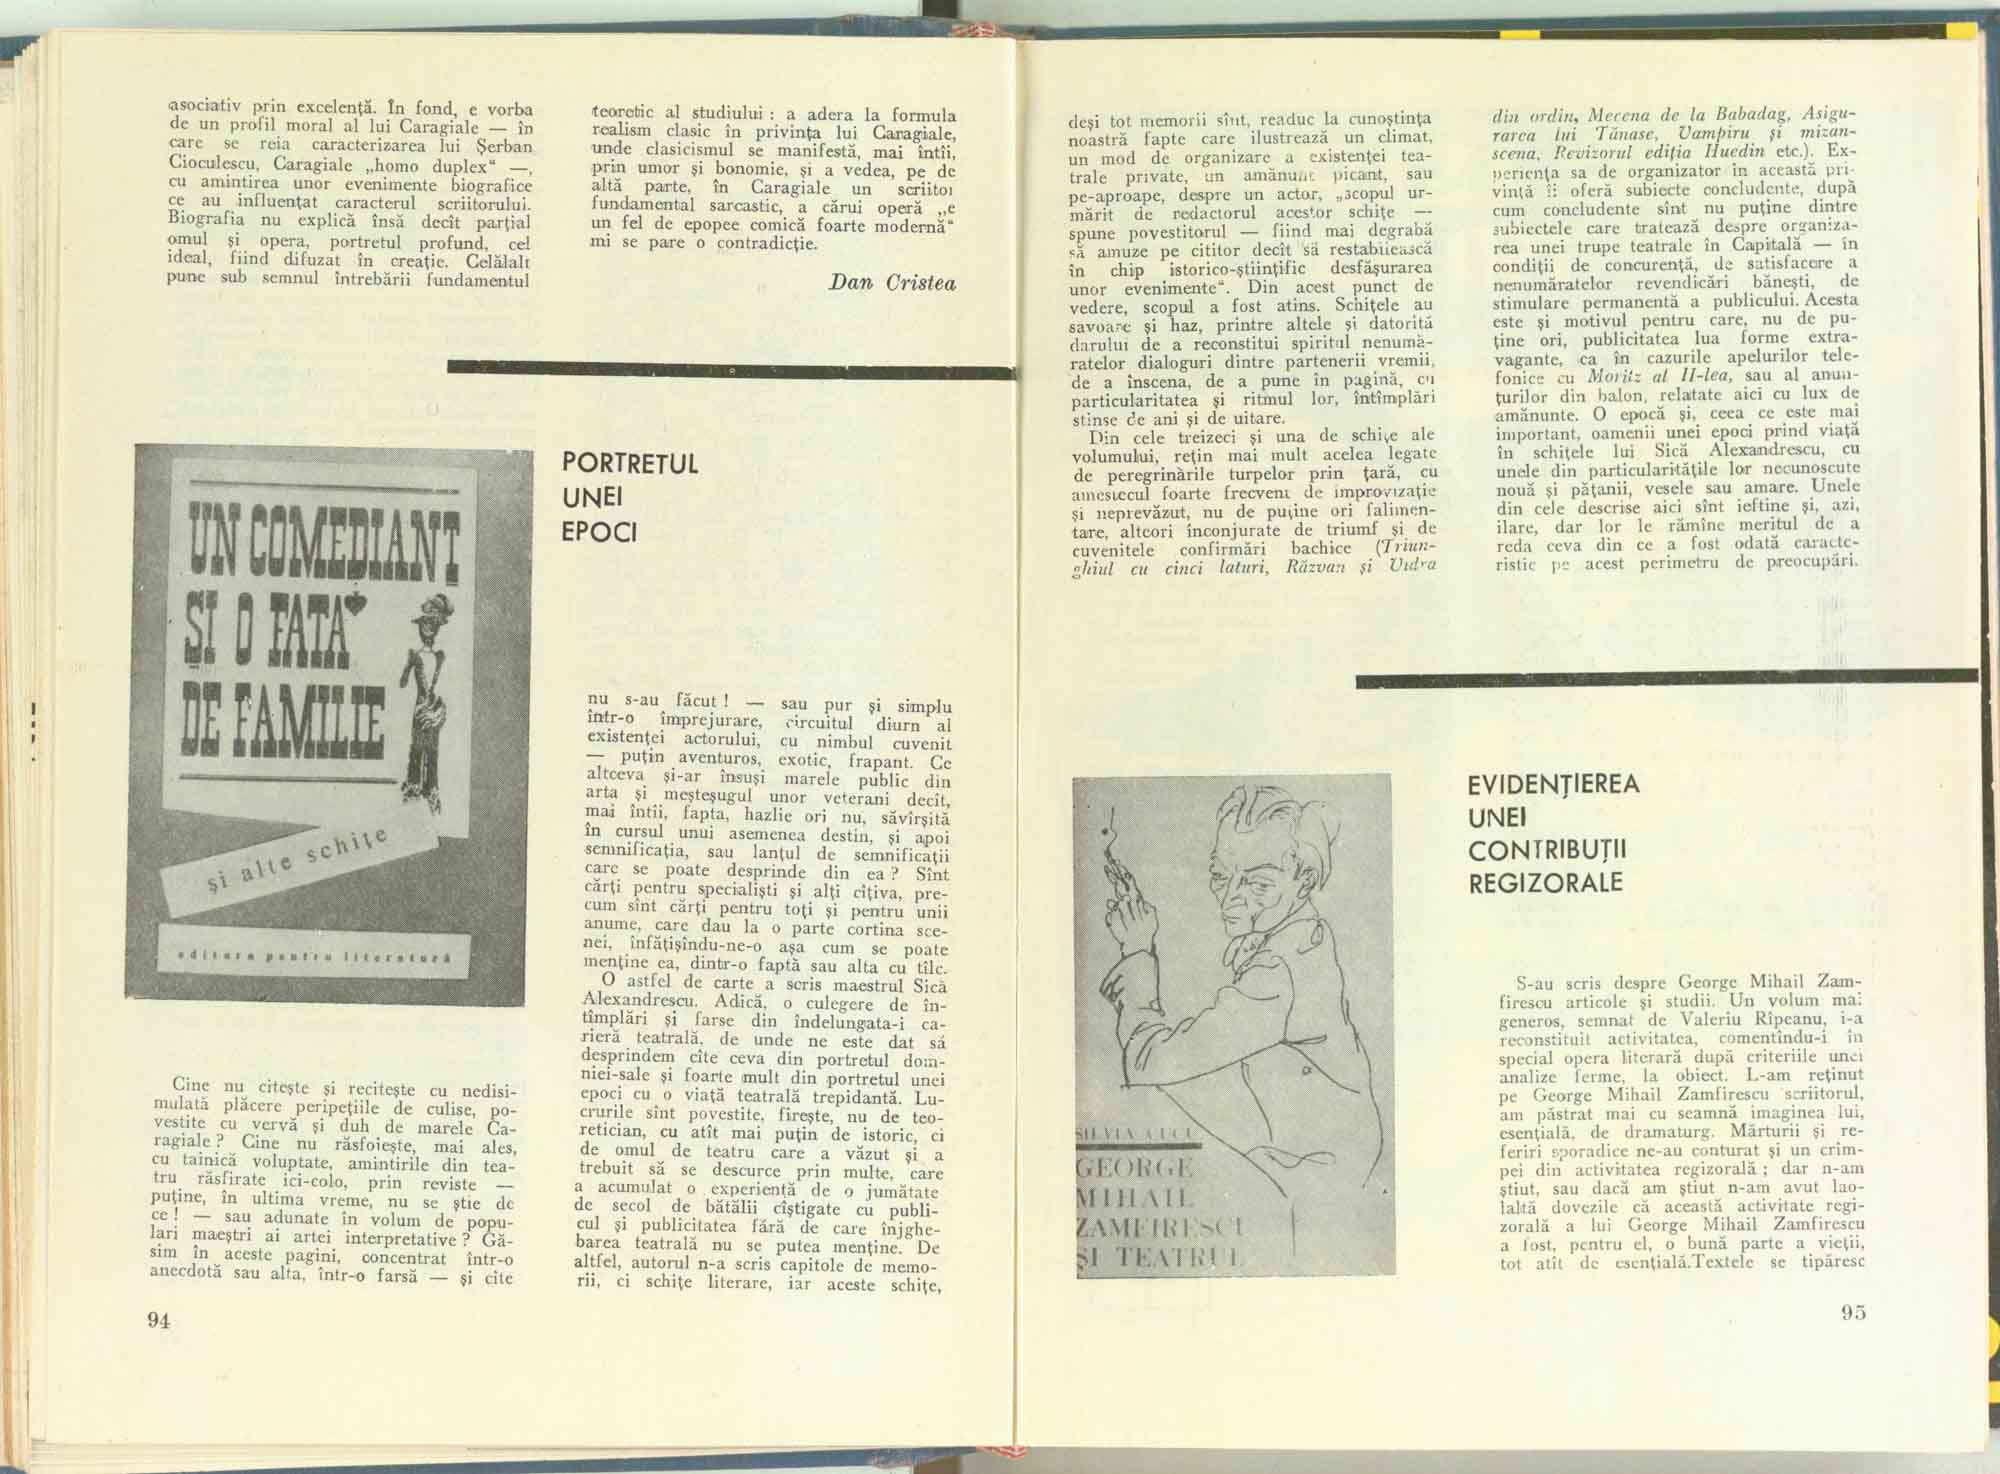 asociativ prin excelență. În fond, e vorba
de un profil moral al lui Caragiale — în
care se reia caracterizarea lui Șerban
Cioculescu, Caragiale „homo duplex“ —,
cu amintirea unor evenimente biografice
ce au influențat caracterul scriitorului.
Biografia nu explică însă decît parțial
omul și opera, portretul profund, cel
ideal, fiind difuzat în creație. Celălalt
pune sub semnul întrebării fundamentul
teoretic al studiului : a adera la formula
realism clasic în privința lui Caragiale,
unde clasicismul se manifestă, mai întîi,
prin umor și bonomie, și a vedea, pe de
altă parte, în Caragiale un scriitor
fundamental sarcastic, a cărui operă „e
un fel de epopee comică foarte modernă“
mi se pare o contradicție.
Dan Cristea
UN COMEDIANT
ȘI O FATĂ
DE FAMILIE
și alte schițe
editura pentru literatură
PORTRETUL
UNEI
EPOCI
Cine nu citește și recitește cu nedisi-
mulată plăcere peripețiile de culise, po-
vestite cu vervă și duh de marele Ca-
ragiale ? Cine nu răsfoiește, mai ales,
cu tainică voluptate, amintirile din tea-
tru răsfirate ici-colo, prin reviste —
puține, în ultima vreme, nu se știe de
ce ! — sau adunate în volum de popu-
lari maeștri ai artei interpretative ? Gă-
sim în aceste pagini, concentrat într-o
anecdotă sau alta, într-o farsă — și cîte
nu s-au făcut ! — sau pur și simplu
într-o împrejurare, circuitul diurn al
existenței actorului, cu nimbul cuvenit
— puțin aventuros, exotic, frapant. Ce
altceva și-ar însuși marele public din
arta și meșteșugul unor veterani decît,
mai întîi, fapta, hazlie ori nu, săvîrșită
în cursul unui asemenea destin, și apoi
semnificația, sau lanțul de semnificații
care se poate desprinde din ea ? Sînt
cărți pentru specialiști și alți cîțiva, pre-
cum sînt cărți pentru toți și pentru unii
anume, care dau la o parte cortina sce-
nei, înfățișîndu-ne-o așa cum se poate
menține ea, dintr-o faptă sau alta cu tîlc.
O astfel de carte a scris maestrul Sică
Alexandrescu. Adică, o culegere de în-
tîmplări și farse din îndelungata-i ca-
rieră teatrală, de unde ne este dat să
desprindem cîte ceva din portretul dom-
niei-sale și foarte mult din portretul unei
epoci cu o viață teatrală trepidantă. Lu-
crurile sînt povestite, firește, nu de teo-
retician, cu atît mai puțin de istoric, ci
de omul de teatru care a văzut și a
trebuit să se descurce prin multe, care
a acumulat o experiență de o jumătate
de secol de bătălii cîștigate cu publi-
cul și publicitatea fără de care înjghe-
barea teatrală nu se putea menține. De
altfel, autorul n-a scris capitole de memo-
rii, ci schițe literare, iar aceste schițe,
94
deși tot memorii sînt, readuc la cunoștința
noastră fapte care ilustrează un climat,
un mod de organizare a existenței tea-
trale private, un amănunt picant, sau
pe-aproape, despre un actor, „scopul ur-
mărit de redactorul acestor schițe —
spune povestitorul — fiind mai degrabă
să amuze pe cititor decît să restabilească
în chip istorico-științific desfășurarea
unor evenimente“. Din acest punct de
vedere, scopul a fost atins. Schițele au
savoare și haz, printre altele și datorită
darului de a reconstitui spiritul nenumă-
ratelor dialoguri dintre partenerii vremii,
de a înscena, de a pune în pagină, cu
particularitatea și ritmul lor, întîmplări
stinse de ani și de uitare.
Din cele treizeci și una de schițe ale
volumului, rețin mai mult acelea legate
de peregrinările turpelor prin țară, cu
amestecul foarte frecvent de improvizație
și neprevăzut, nu de puține ori falimen-
tare, alteori înconjurate de triumf și de
cuvenitele confirmări bachice (Triun-
ghiul cu cinci laturi, Răzvan și Vidra
din ordin, Mecena de la Babadag, Asigu-
rarea lui Tănase, Vampiru și mizan-
scena, Revizorul ediția Huedin etc.). Ex-
periența sa de organizator în această pri-
vință îi oferă subiecte concludente, după
cum concludente sînt nu puține dintre
subiectele care tratează despre organiza-
rea unei trupe teatrale în Capitală — în
condiții de concurență, de satisfacere a
nenumăratelor revendicări bănești, de
stimulare permanentă a publicului. Acesta
este și motivul pentru care, nu de pu-
ține ori, publicitatea lua forme extra-
vagante, ca în cazurile apelurilor tele-
fonice cu Moritz al II-lea, sau al anun-
țurilor din balon, relatate aici cu lux de
amănunte. O epocă și, ceea ce este mai
important, oamenii unei epoci prind viață
în schițele lui Sică Alexandrescu, cu
unele din particularitățile lor necunoscute
nouă și pățanii, vesele sau amare. Unele
din cele descrise aici sînt ieftine și, azi,
ilare, dar lor le rămîne meritul de a
reda ceva din ce a fost odată caracte-
ristic pe acest perimetru de preocupări.
SILVIA CUCU
GEORGE
MIHAIL
ZAMFIRESCU
ȘI TEATRUL
EVIDENȚIEREA
UNEI
CONTRIBUȚII
REGIZORALE
S-au scris despre George Mihail Zam-
firescu articole și studii. Un volum mai
generos, semnat de Valeriu Rîpeanu, i-a
reconstituit activitatea, comentîndu-i în
special opera literară după criteriile unei
analize ferme, la obiect. L-am reținut
pe George Mihail Zamfirescu scriitorul,
am păstrat mai cu seamnă imaginea lui,
esențială, de dramaturg. Mărturii și re-
feriri sporadice ne-au conturat și un crîm-
pei din activitatea regizorală ; dar n-am
știut, sau dacă am știut n-am avut lao-
laltă dovezile că această activitate regi-
zorală a lui George Mihail Zamfirescu
a fost, pentru el, o bună parte a vieții,
tot atît de esențială.Textele se tipăresc
95